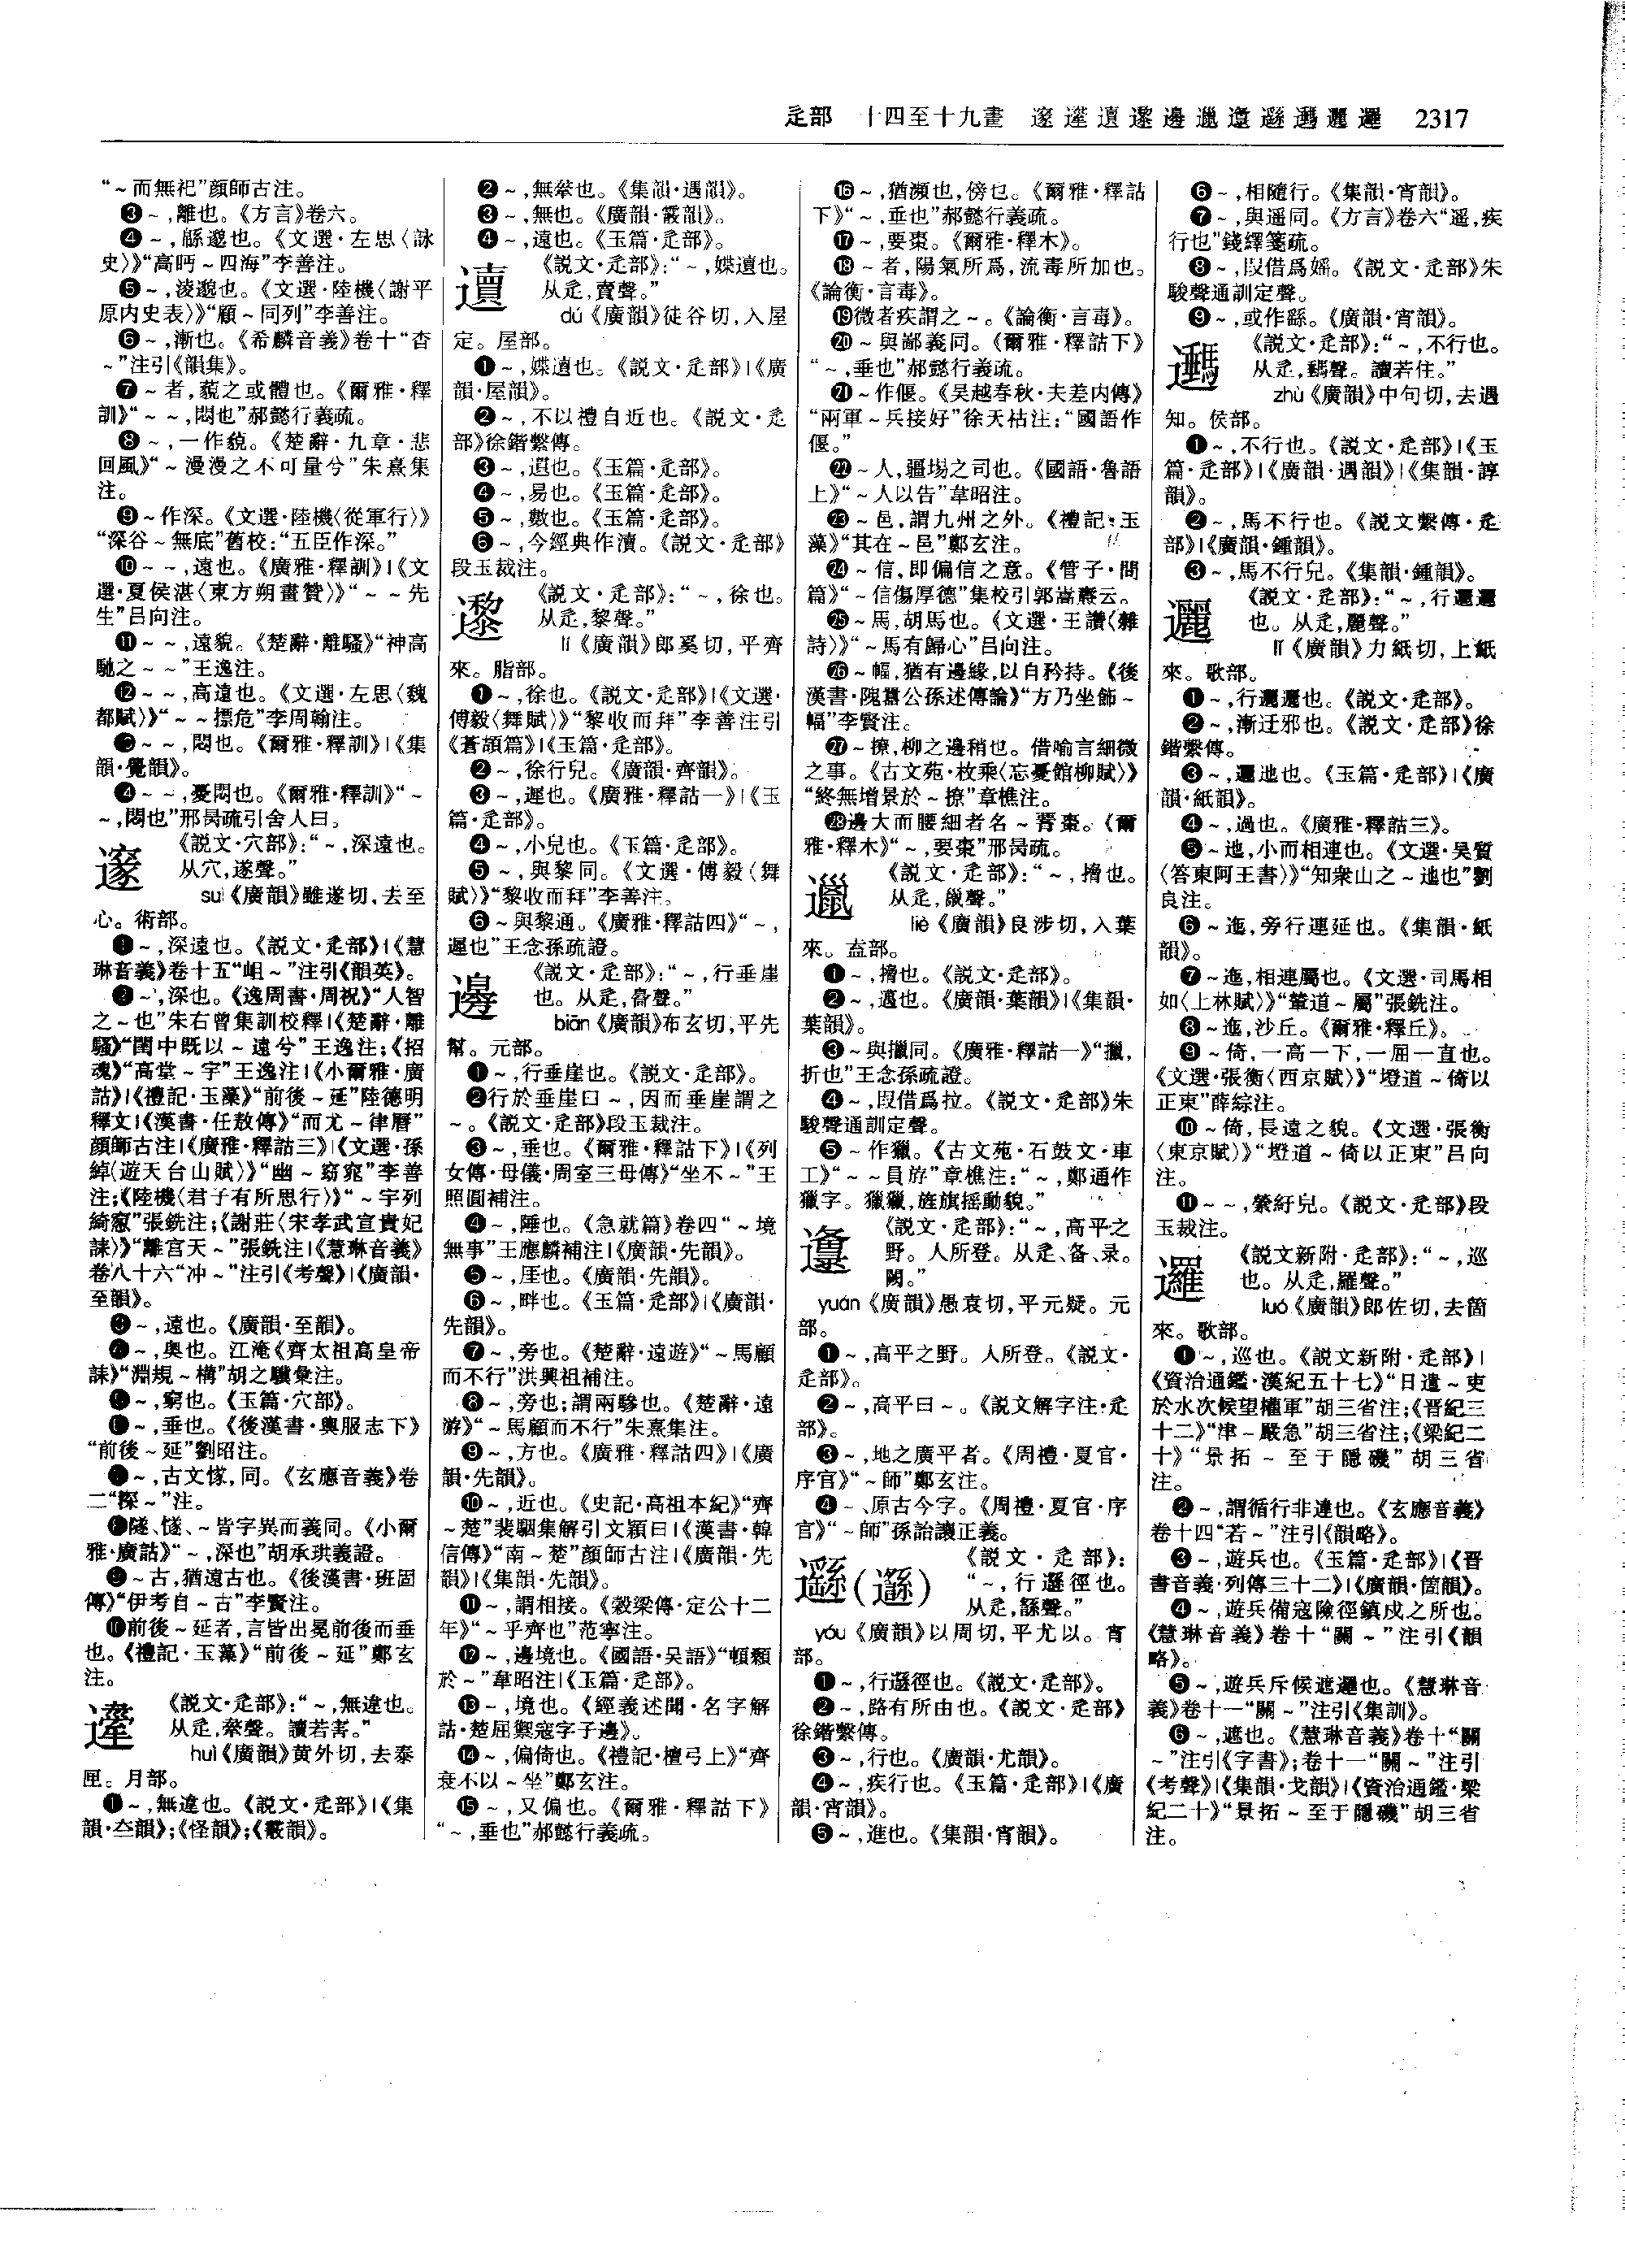 辵部　十四至十九畫　邃䢫𨘷邌邊邋邍邎䢱邐邏　2317
“～而無祀”顔師古注。
❸～,離也。《方言》卷六。
❹～,緜邈也。《文選·左思〈詠
史〉》“高眄～四海”李善注。
❺～,淩邈也。《文選·陸機〈謝平
原内史表〉》“顧～同列”李善注。
❻～,漸也。《希麟音義》卷十“杳
～”注引《韻集》。
❼～者,藐之或體也。《爾雅·釋
訓》“～～,悶也”郝懿行義疏。
❽～,一作藐。《楚辭·九章·悲
回風》“～漫漫之不可量兮”朱熹集
注。
❾～作深。《文選·陸機〈從軍行〉》
“深谷～無底”舊校:“五臣作深。”
❿～～,遠也。《廣雅·釋訓》|《文
選·夏侯湛〈東方朔畫贊〉》“～～先
生”吕向注。
⓫～～,遠貌。《楚辭·離騷》“神高
馳之～～”王逸注。
⓬～～,高遠也。《文選·左思〈魏
都賦〉》“～～摽危”李周翰注。
⓭～～,悶也。《爾雅·釋訓》|《集
韻·覺韻》。
⓮～～,憂悶也。《爾雅·釋訓》“～
～,悶也”邢昺疏引舍人曰。
邃
《説文·穴部》:“～,深遠也。
从穴,遂聲。”
suì《廣韻》雖遂切,去至
心。術部。
❶～,深遠也。《説文·辵部》|《慧
琳音義》卷十五“岨～”注引《韻英》。
❷～,深也。《逸周書·周祝》“人智
之～也”朱右曾集訓校釋|《楚辭·離
騷》“閨中既以～遠兮”王逸注;《招
魂》“高堂～宇”王逸注|《小爾雅·廣
詁》|《禮記·玉藻》“前後～延”陸德明
釋文|《漢書·任敖傳》“而尤～律曆”
顔師古注|《廣雅·釋詁三》|《文選·孫
綽〈遊天台山賦〉》“幽～窈窕”李善
注;《陸機〈君子有所思行〉》“～宇列
綺窻”張銑注;《謝莊〈宋孝武宣貴妃
誄〉》“離宫天～”張銑注|《慧琳音義》
卷八十六“冲～”注引《考聲》|《廣韻·
至韻》。
❸～,遠也。《廣韻·至韻》。
❹～,奥也。江淹《齊太祖高皇帝
誄》“淵規～構”胡之驥彙注。
❺～,窮也。《玉篇·穴部》。
❻～,垂也。《後漢書·輿服志下》
“前後～延”劉昭注。
❼～,古文㒸,同。《玄應音義》卷
二“深～”注。
❽隧、㥞、～皆字異而義同。《小爾
雅·廣詁》“～,深也”胡承珙義證。
❾～古,猶遠古也。《後漢書·班固
傳》“伊考自～古”李賢注。
❿前後～延者,言皆出冕前後而垂
也。《禮記·玉藻》“前後～延”鄭玄
注。
䢫
《説文·辵部》:“～,無違也。
从辵,𦍎聲。讀若害。”
huì《廣韻》黄外切,去泰
匣。月部。
❶～,無違也。《説文·辵部》|《集
韻·夳韻》;《怪韻》;《霰韻》。
❷～,無檠也。《集韻·遇韻》。
❸～,無也。《廣韻·霰韻》。
❹～,遠也。《玉篇·辵部》。
𨘷
《説文·辵部》:“～,媟𨘷也。
从辵,賣聲。”
dú《廣韻》徒谷切,入屋
定。屋部。
❶～,媟𨘷也。《説文·辵部》|《廣
韻·屋韻》。
❷～,不以禮自近也。《説文·辵
部》徐鍇繫傳。
❸～,遦也。《玉篇·辵部》。
❹～,易也。《玉篇·辵部》。
❺～,數也。《玉篇·辵部》。
❻～,今經典作瀆。《説文·辵部》
段玉裁注。
邌
《説文·辵部》:“～,徐也。
从辵,黎聲。”
lí《廣韻》郎奚切,平齊
來。脂部。
❶～,徐也。《説文·辵部》|《文選·
傅毅〈舞賦〉》“黎收而拜”李善注引
《蒼頡篇》|《玉篇·辵部》。
❷～,徐行皃。《廣韻·齊韻》。
❸～,遲也。《廣雅·釋詁一》|《玉
篇·辵部》。
❹～,小皃也。《玉篇·辵部》。
❺～,與黎同。《文選·傅毅〈舞
賦〉》“黎收而拜”李善注。
❻～與黎通。《廣雅·釋詁四》“～,
遲也”王念孫疏證。
邊
《説文·辵部》:“～,行垂崖
也。从辵,臱聲。”
biān《廣韻》布玄切,平先
幫。元部。
❶～,行垂崖也。《説文·辵部》。
❷行於垂崖曰～,因而垂崖謂之
～。《説文·辵部》段玉裁注。
❸～,垂也。《爾雅·釋詁下》|《列
女傳·母儀·周室三母傳》“坐不～”王
照圓補注。
❹～,陲也。《急就篇》卷四“～境
無事”王應麟補注|《廣韻·先韻》。
❺～,厓也。《廣韻·先韻》。
❻～,畔也。《玉篇·辵部》|《廣韻·
先韻》。
❼～,旁也。《楚辭·遠遊》“～馬顧
而不行”洪興祖補注。
❽～,旁也;謂兩驂也。《楚辭·遠
游》“～馬顧而不行”朱熹集注。
❾～,方也。《廣雅·釋詁四》|《廣
韻·先韻》。
❿～,近也。《史記·高祖本紀》“齊
～楚”裴駰集解引文穎曰|《漢書·韓
信傳》“南～楚”顔師古注|《廣韻·先
韻》|《集韻·先韻》。
⓫～,謂相接。《穀梁傳·定公十二
年》“～乎齊也”范寧注。
⓬～,邊境也。《國語·吴語》“頓顙
於～”韋昭注|《玉篇·辵部》。
⓭～,境也。《經義述聞·名字解
詁·楚屈禦寇字子邊》。
⓮～,偏倚也。《禮記·檀弓上》“齊
衰不以～坐”鄭玄注。
⓯～,又偏也。《爾雅·釋詁下》
“～,垂也”郝懿行義疏。
⓰～,猶瀕也,傍也。《爾雅·釋詁
下》“～,垂也”郝懿行義疏。
⓱～,要棗。《爾雅·釋木》。
⓲～者,陽氣所爲,流毒所加也。
《論衡·言毒》。
⓳微者疾謂之～。《論衡·言毒》。
⓴～與鄙義同。《爾雅·釋詁下》
“～,垂也”郝懿行義疏。
㉑～作偃。《吴越春秋·夫差内傳》
“兩軍～兵接好”徐天枯注:“國語作
偃。”
㉒～人,疆埸之司也。《國語·魯語
上》“～人以告”韋昭注。
㉓～邑,謂九州之外。《禮記·玉
藻》“其在～邑”鄭玄注。
㉔～信,即偏信之意。《管子·問
篇》“～信傷厚德”集校引郭嵩燾云。
㉕～馬,胡馬也。《文選·王讚〈雜
詩〉》“～馬有歸心”吕向注。
㉖～幅,猶有邊緣,以自矜持。《後
漢書·隗囂公孫述傳論》“方乃坐飾～
幅”李賢注。
㉗～撩,柳之邊稍也。借喻言細微
之事。《古文苑·枚乘〈忘憂館柳賦〉》
“終無增景於～撩”章樵注。
㉘邊大而腰細者名～𦝫棗。《爾
雅·釋木》“～,要棗”邢昺疏。
邋
《説文·辵部》:“～,搚也。
从辵,巤聲。”
liè《廣韻》良涉切,入葉
來。盍部。
❶～,搚也。《説文·辵部》。
❷～,邁也。《廣韻·葉韻》|《集韻·
葉韻》。
❸～與擸同。《廣雅·釋詁一》“擸,
折也”王念孫疏證。
❹～,叚借爲拉。《説文·辵部》朱
駿聲通訓定聲。
❺～作獵。《古文苑·石鼓文·車
工》“～～員斿”章樵注:“～,鄭通作
獵字。獵獵,旌旗摇動貌。”
邍
《説文·辵部》:“～,高平之
野。人所登。从辵、备、录。
闕。”
yuán《廣韻》愚袁切,平元疑。元
部。
❶～,高平之野。人所登。《説文·
辵部》。
❷～,高平曰～。《説文解字注·辵
部》。
❸～,地之廣平者。《周禮·夏官·
序官》“～師”鄭玄注。
❹～、原古今字。《周禮·夏官·序
官》“～師”孫詒讓正義。
邎(遥)
《説文·辵部》:
“～,行邎徑也。
从辵,䌛聲。”
yóu《廣韻》以周切,平尤以。宵
部。
❶～,行邎徑也。《説文·辵部》。
❷～,路有所由也。《説文·辵部》
徐鍇繫傳。
❸～,行也。《廣韻·尤韻》。
❹～,疾行也。《玉篇·辵部》|《廣
韻·宵韻》。
❺～,進也。《集韻·宵韻》。
❻～,相隨行。《集韻·宵韻》。
❼～,與遥同。《方言》卷六“遥,疾
行也”錢繹箋疏。
❽～,叚借爲媱。《説文·辵部》朱
駿聲通訓定聲。
❾～,或作繇。《廣韻·宵韻》。
䢱
《説文·辵部》:“～,不行也。
从辵,䮠聲。讀若住。”
zhù《廣韻》中句切,去遇
知。侯部。
❶～,不行也。《説文·辵部》|《玉
篇·辵部》|《廣韻·遇韻》|《集韻·諄
韻》。
❷～,馬不行也。《説文繫傳·辵
部》|《廣韻·鍾韻》。
❸～,馬不行皃。《集韻·鍾韻》。
邐
《説文·辵部》:“～,行邐邐
也。从辵,麗聲。”
lǐ《廣韻》力紙切,上紙
來。歌部。
❶～,行邐邐也。《説文·辵部》。
❷～,漸迂邪也。《説文·辵部》徐
鍇繫傳。
❸～,邐迆也。《玉篇·辵部》|《廣
韻·紙韻》。
❹～,過也。《廣雅·釋詁三》。
❺～迆,小而相連也。《文選·吴質
〈答東阿王書〉》“知衆山之～迆也”劉
良注。
❻～迤,旁行連延也。《集韻·紙
韻》。
❼～迤,相連屬也。《文選·司馬相
如〈上林賦〉》“輦道～屬”張銑注。
❽～迤,沙丘。《爾雅·釋丘》。
❾～倚,一高一下,一屈一直也。
《文選·張衡〈西京賦〉》“墱道～倚以
正東”薛綜注。
❿～倚,長遠之貌。《文選·張衡
〈東京賦〉》“墱道～倚以正東”吕向
注。
⓫～～,縈紆皃。《説文·辵部》段
玉裁注。
邏
《説文新附·辵部》:“～,巡
也。从辵,羅聲。”
luó《廣韻》郎佐切,去箇
來。歌部。
❶～,巡也。《説文新附·辵部》|
《資治通鑑·漢紀五十七》“日遣～吏
於水次候望權軍”胡三省注;《晋紀三
十二》“津～嚴急”胡三省注;《梁紀二
十》“景拓～至于隱磯”胡三省
注。
❷～,謂循行非違也。《玄應音義》
卷十四“若～”注引《韻略》。
❸～,遊兵也。《玉篇·辵部》|《晋
書音義·列傳三十二》|《廣韻·箇韻》。
❹～,遊兵備寇險徑鎮戍之所也。
《慧琳音義》卷十“關～”注引《韻
略》。
❺～,遊兵斥候遮邏也。《慧琳音
義》卷十一“關～”注引《集訓》。
❻～,遮也。《慧琳音義》卷十“關
～”注引《字書》;卷十一“關～”注引
《考聲》|《集韻·戈韻》|《資治通鑑·梁
紀二十》“景拓～至于隱磯”胡三省
注。